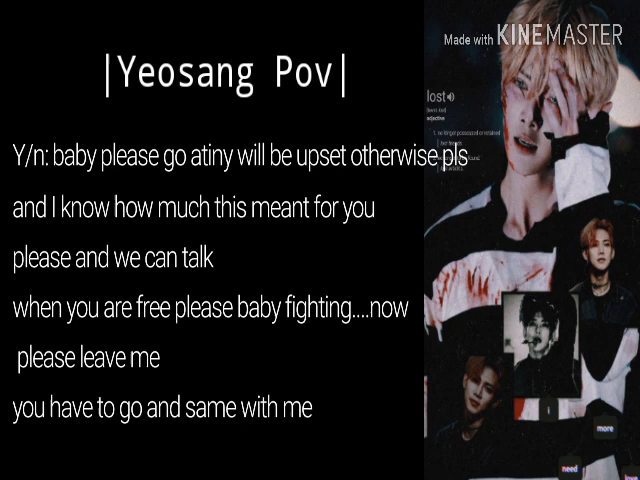 Made with KINEMASTER
|Yeosang Pov|
lost
adjective
Y/n: baby please go atiny will be upset otherwise pls
and I know how much this meant for you
please and we can talk
when you are free please baby fighting....now
please leave me
you have to go and same with me
i
more
need